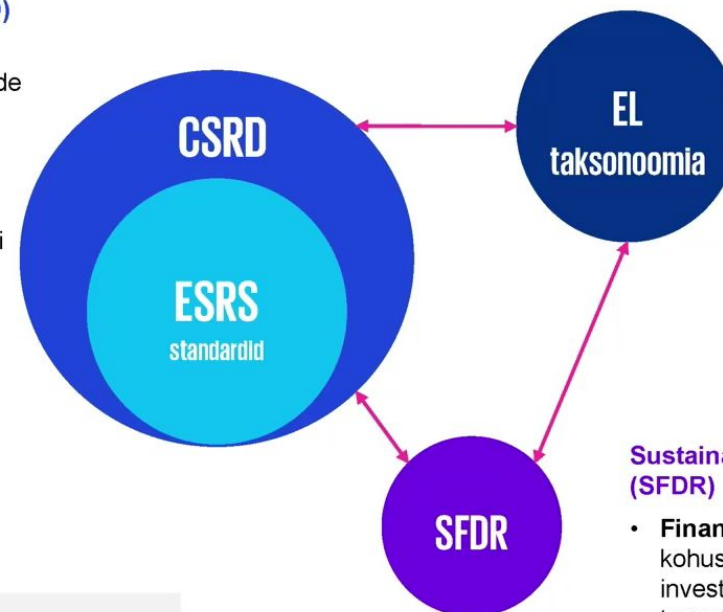 )
de
i
CSRD
ESRS
standardid
EL
taksonoomia
SFDR
Sustaina
(SFDR)
• Finan
kohus
invest